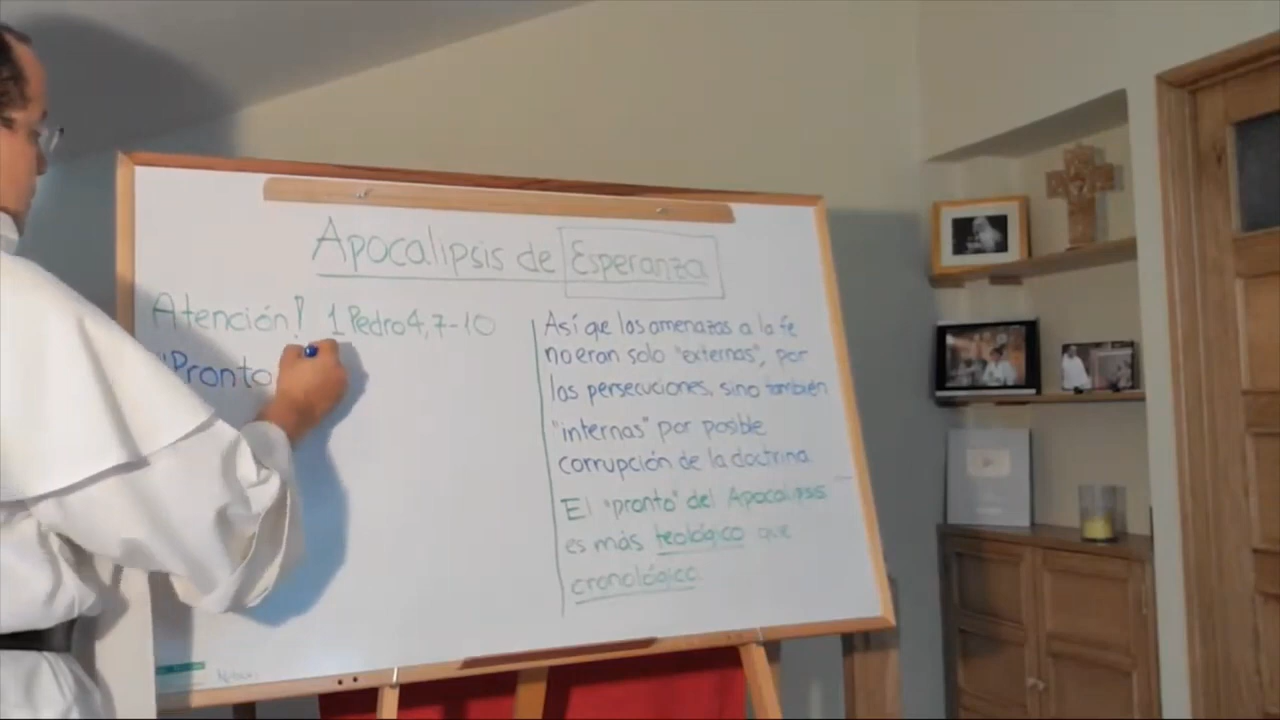 Apocalipsis de Esperanza
Atención! 1 Pedro 4, 7-10
"Pronto
Así que las amenazas a la fe
no eran solo "externas", por
las persecuciones, sino también
"internas" por posible
corrupción de la doctrina.
El "pronto" del Apocalipsis
es más teológico que
cronológico.